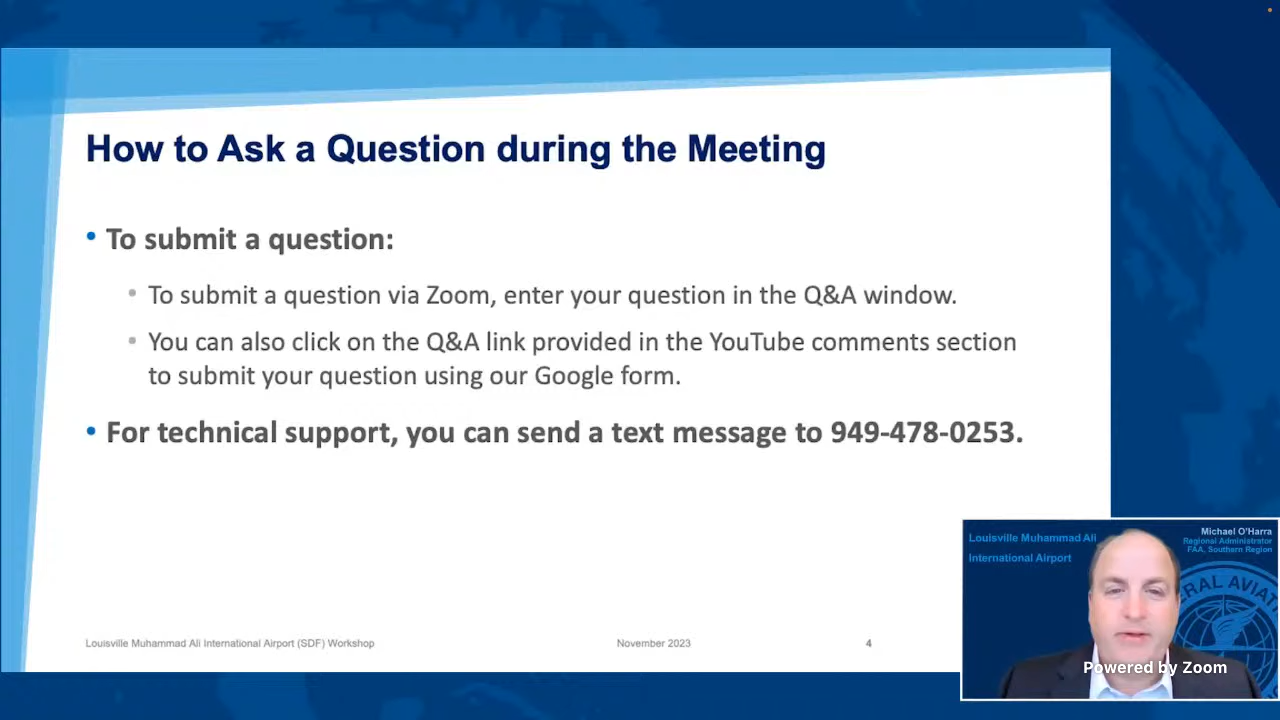 How to Ask a Question during the Meeting
• To submit a question:
• To submit a question via Zoom, enter your question in the Q&A window.
• You can also click on the Q&A link provided in the YouTube comments section
to submit your question using our Google form.
• For technical support, you can send a text message to 949-478-0253.
Louisville Muhammad Ali International Airport (SDF) Workshop
November 2023
4
Louisville Muhammad Ali
International Airport
Michael O'Harra
Regional Administrator
FAA, Southern Region
RAL AVIAT
Powered by Zoom